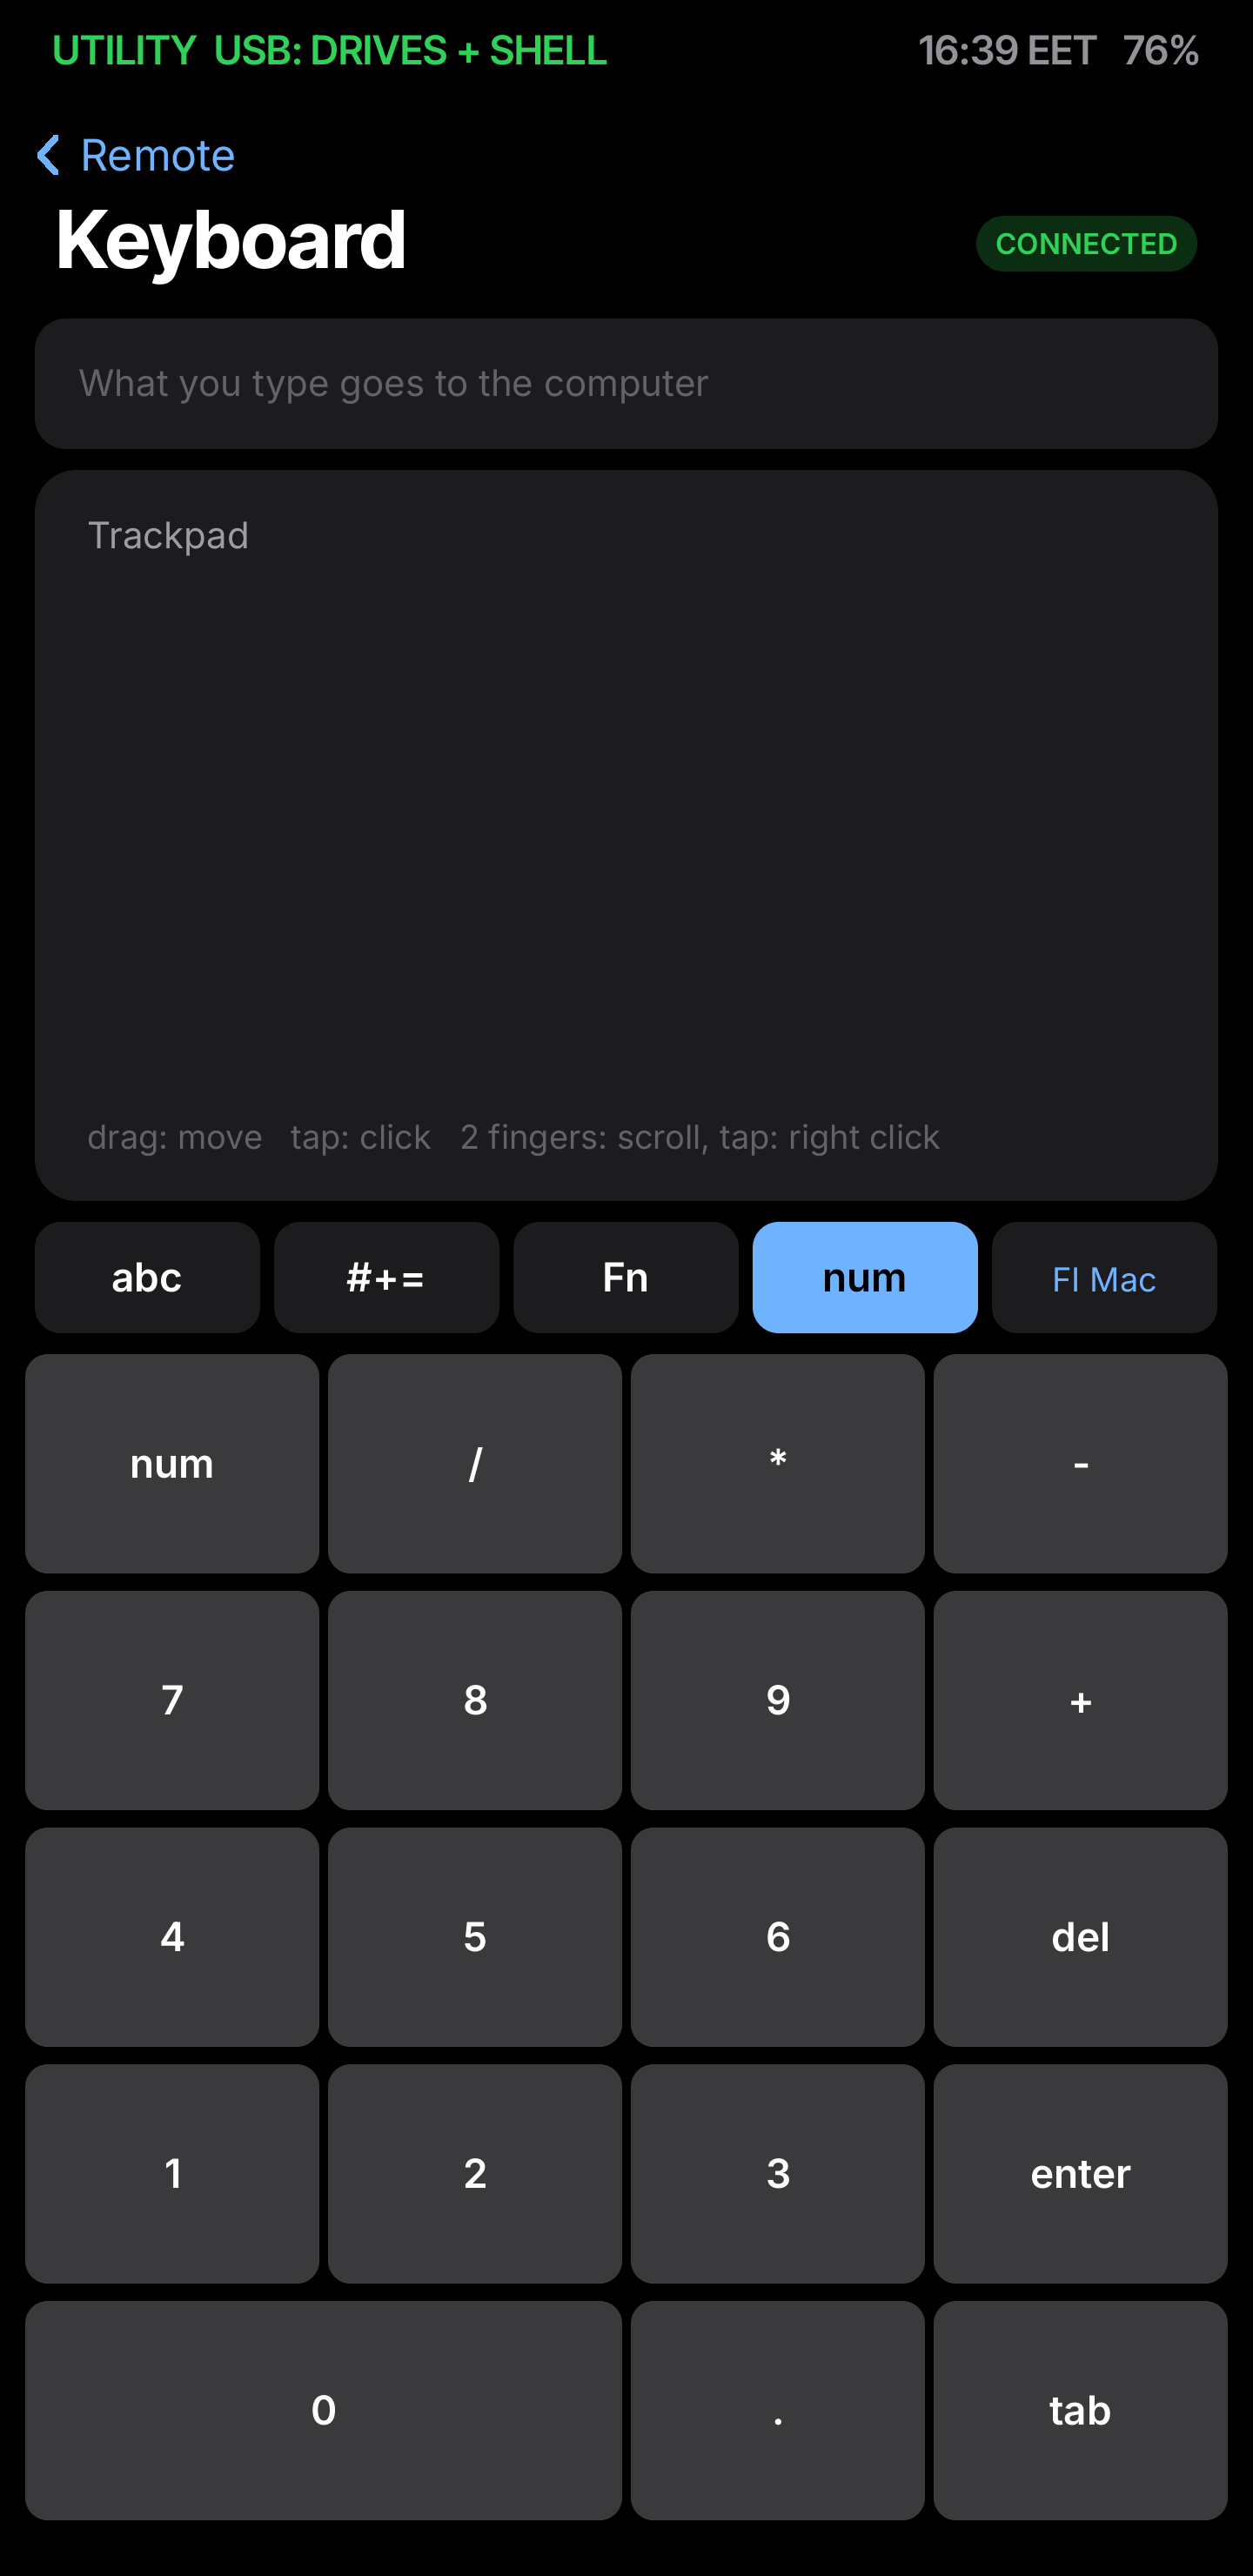 UTILITY USB: DRIVES + SHELL 16:39 EET 76%
Remote
Keyboard CONNECTED
What you type goes to the computer
Trackpad
drag: move tap: click 2 fingers: scroll, tap: right click
abc #+= Fn num FI Mac
num / * -
7 8 9 +
4 5 6 del
1 2 3 enter
0 . tab